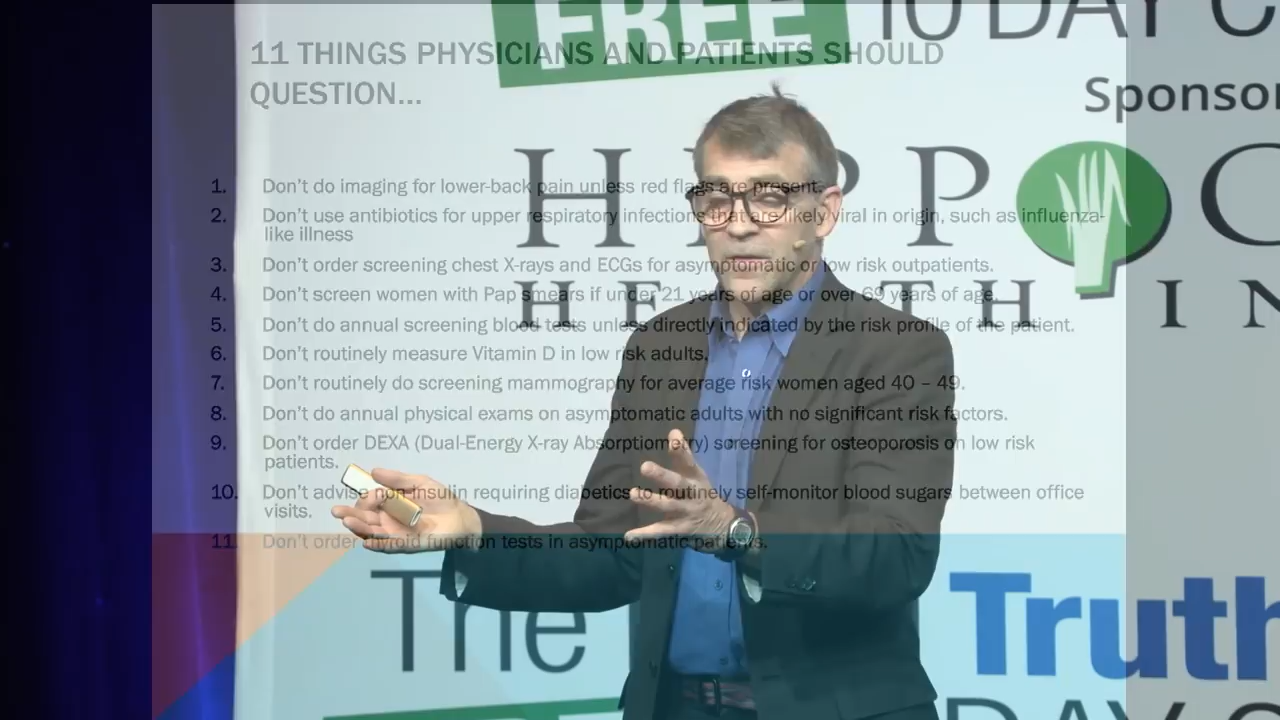 FREE 10 DAY C
11 THINGS PHYSICIANS AND PATIENTS SHOULD
QUESTION...
Sponsor
HIPPOC
1. Don't do imaging for lower-back pain unless red flags are present.
2. Don't use antibiotics for upper respiratory infections that are likely viral in origin, such as influenza-
like illness
3. Don't order screening chest X-rays and ECGs for asymptomatic or low risk outpatients.
4. Don't screen women with Pap smears if under 21 years of age or over 69 years of age.
HE TH IN
5. Don't do annual screening blood tests unless directly indicated by the risk profile of the patient.
6. Don't routinely measure Vitamin D in low risk adults.
7. Don't routinely do screening mammography for average risk women aged 40 – 49.
8. Don't do annual physical exams on asymptomatic adults with no significant risk factors.
9. Don't order DEXA (Dual-Energy X-ray Absorptiometry) screening for osteoporosis on low risk
patients.
10. Don't advise non-insulin requiring diabetics to routinely self-monitor blood sugars between office
visits.
11. Don't order thyroid function tests in asymptomatic patients.
The Truth
DAY C